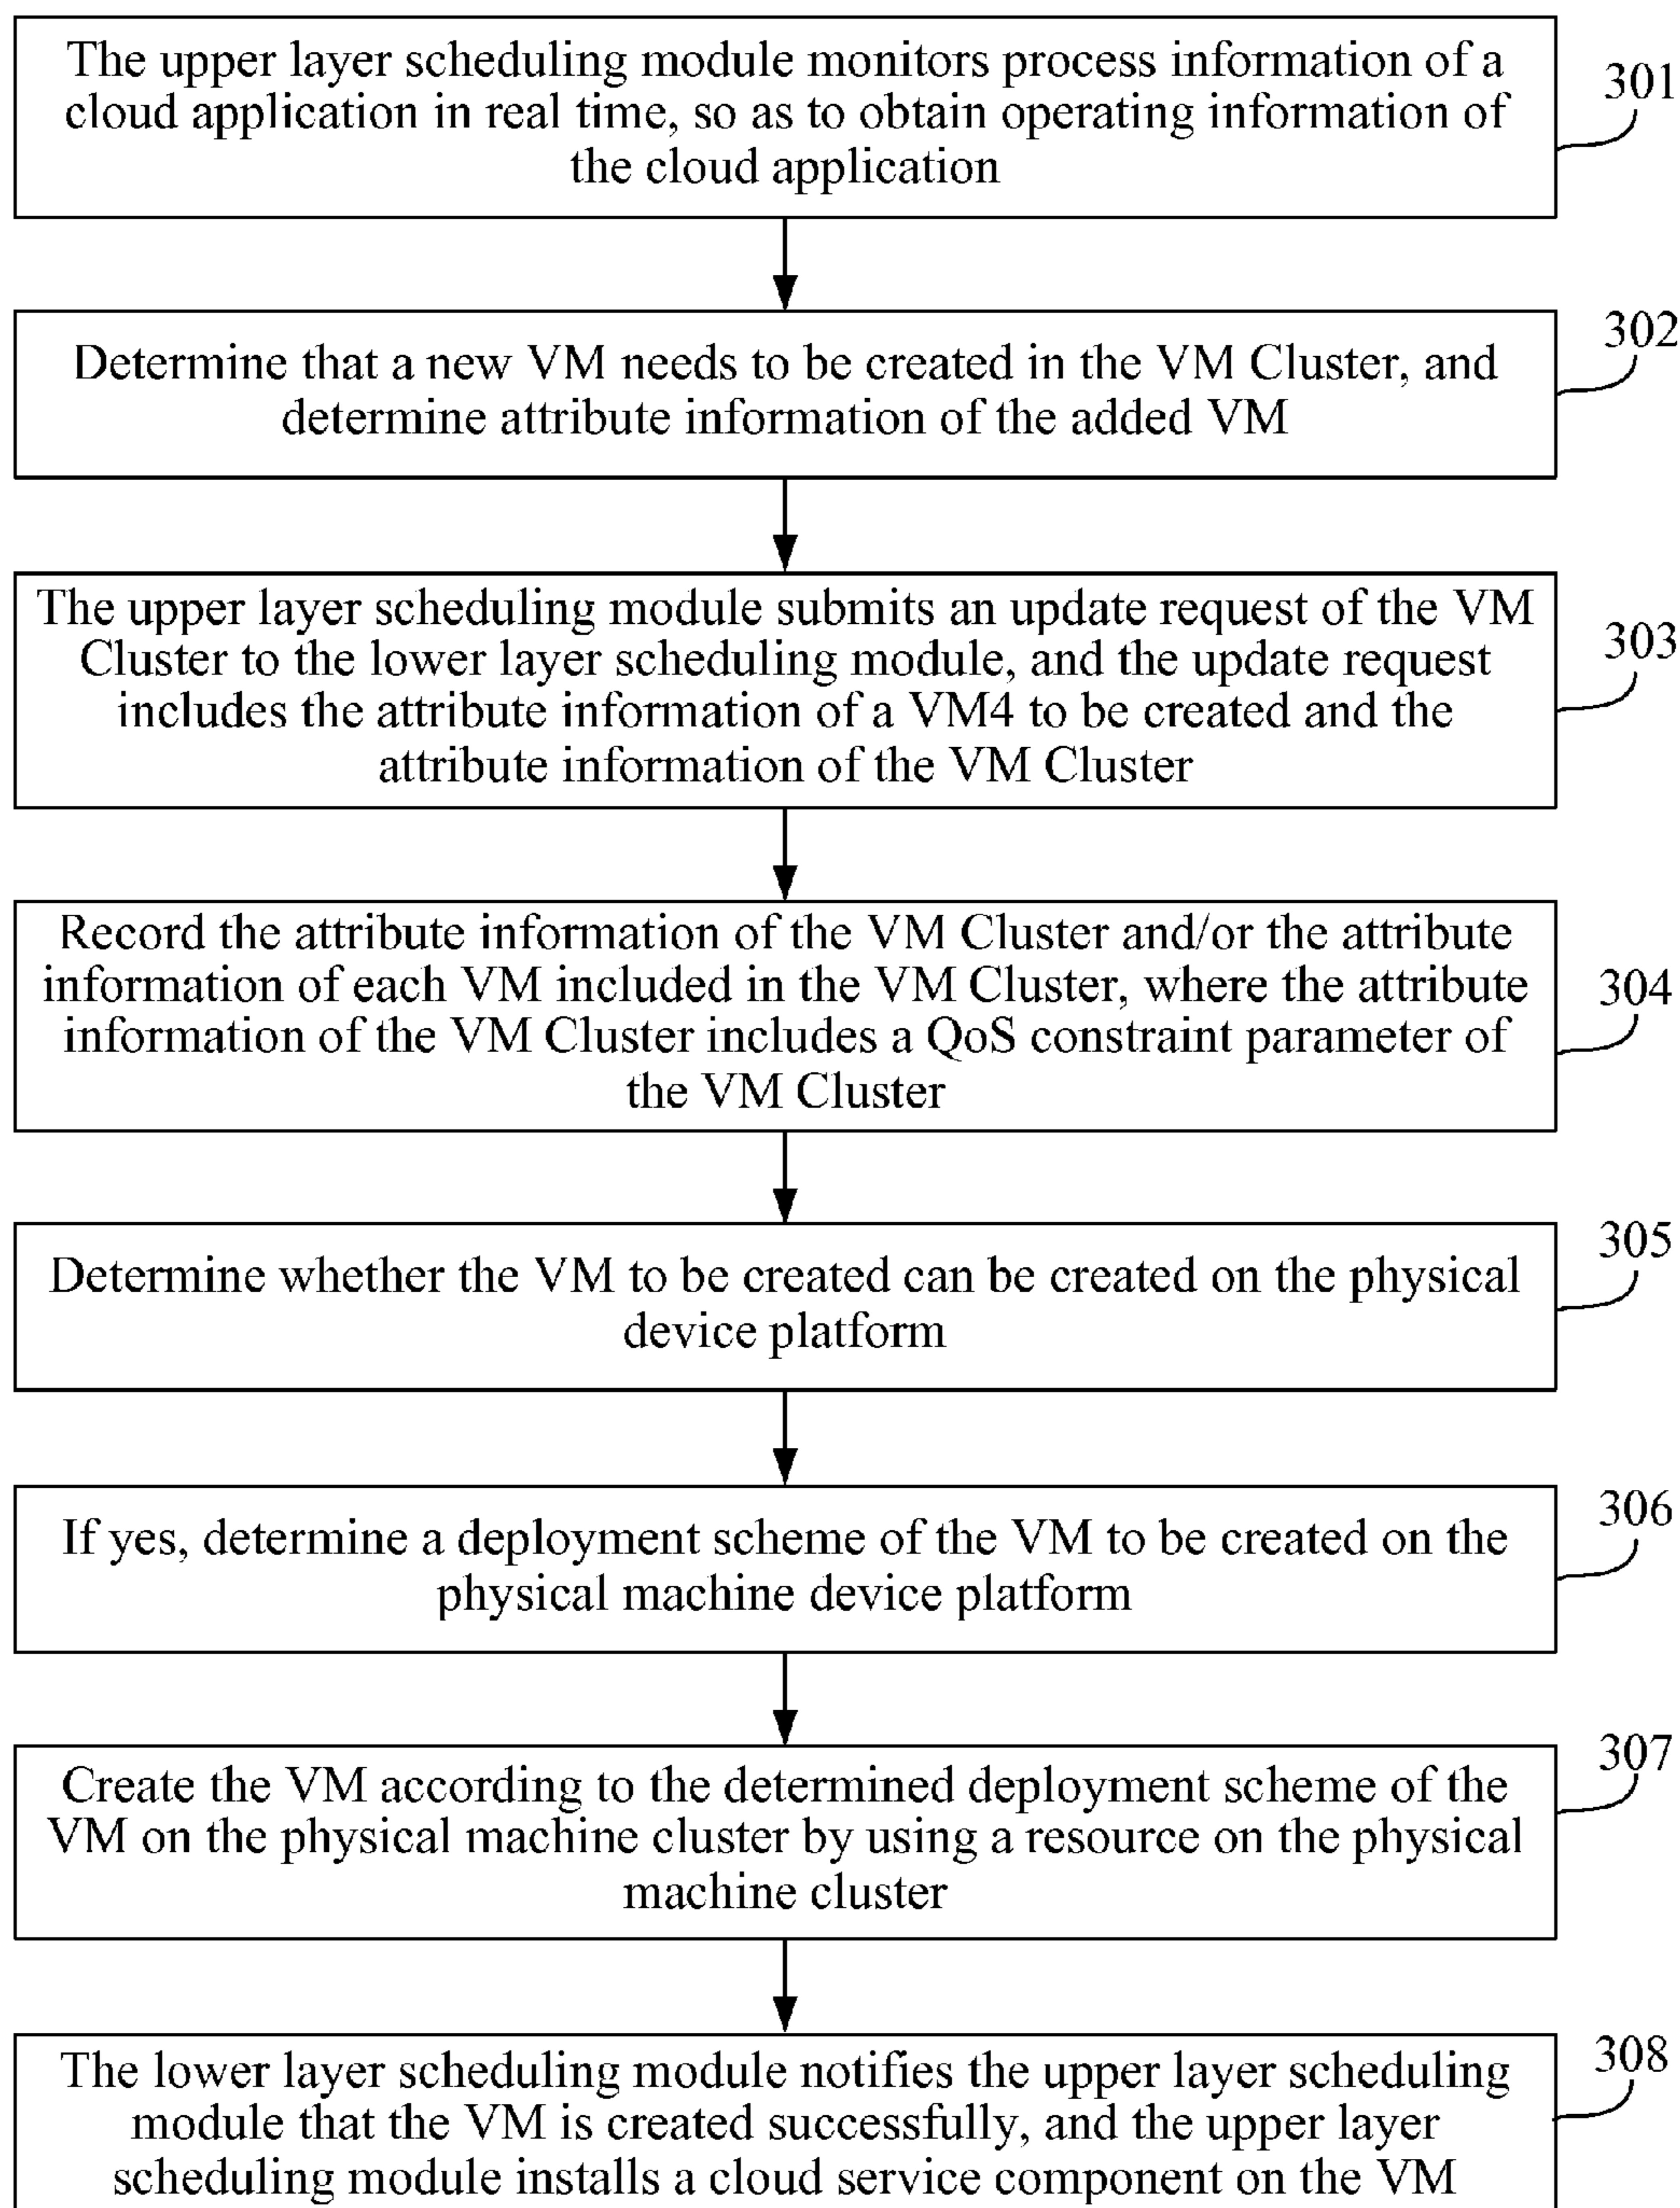 The upper layer scheduling module monitors process information of a
cloud application in real time, so as to obtain operating information of
the cloud application
301
Determine that a new VM needs to be created in the VM Cluster, and
determine attribute information of the added VM
302
The upper layer scheduling module submits an update request of the VM
Cluster to the lower layer scheduling module, and the update request
includes the attribute information of a VM4 to be created and the
attribute information of the VM Cluster
303
Record the attribute information of the VM Cluster and/or the attribute
information of each VM included in the VM Cluster, where the attribute
information of the VM Cluster includes a QoS constraint parameter of
the VM Cluster
304
Determine whether the VM to be created can be created on the physical
device platform
305
If yes, determine a deployment scheme of the VM to be created on the
physical machine device platform
306
Create the VM according to the determined deployment scheme of the
VM on the physical machine cluster by using a resource on the physical
machine cluster
307
The lower layer scheduling module notifies the upper layer scheduling
module that the VM is created successfully, and the upper layer
scheduling module installs a cloud service component on the VM
308